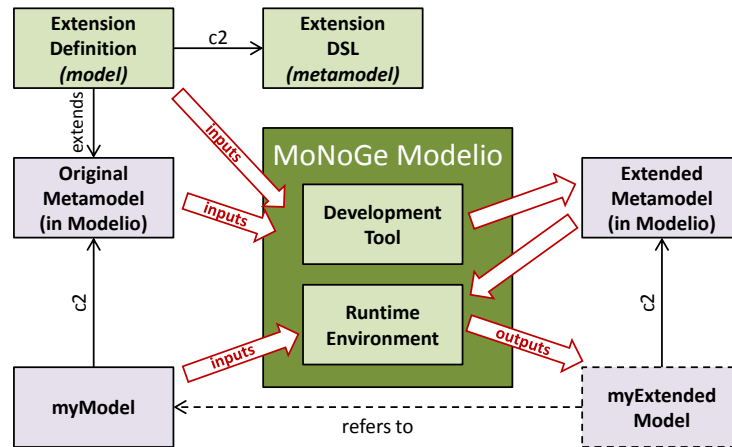 Extension
Definition
(model)
c2
Extension
DSL
(metamodel)
extends
inputs
MoNoGe Modelio
Original
Metamodel
(in Modelio)
inputs
Development
Tool
Extended
Metamodel
(in Modelio)
c2
Runtime
Environment
c2
inputs
outputs
myModel
refers to
myExtended
Model